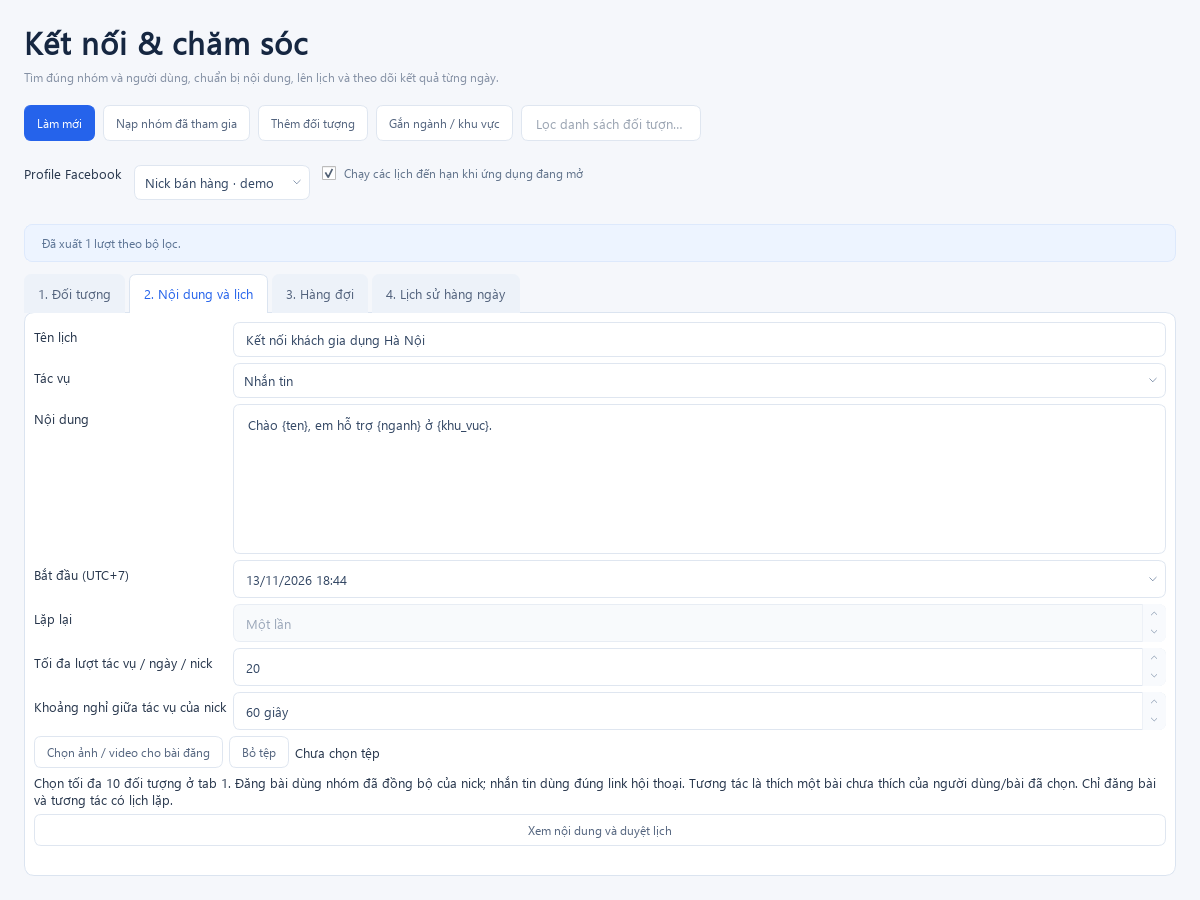 Kết nối & chăm sóc
Tìm đúng nhóm và người dùng, chuẩn bị nội dung, lên lịch và theo dõi kết quả từng ngày.
Làm mới
Nạp nhóm đã tham gia
Thêm đối tượng
Gắn ngành / khu vực
Lọc danh sách đối tượn...
Profile Facebook
Nick bán hàng · demo
Chạy các lịch đến hạn khi ứng dụng đang mở
Đã xuất 1 lượt theo bộ lọc.
1. Đối tượng
2. Nội dung và lịch
3. Hàng đợi
4. Lịch sử hàng ngày
Tên lịch
Kết nối khách gia dụng Hà Nội
Tác vụ
Nhắn tin
Nội dung
Chào {ten}, em hỗ trợ {nganh} ở {khu_vuc}.
Bắt đầu (UTC+7)
13/11/2026 18:44
Lặp lại
Một lần
Tối đa lượt tác vụ / ngày / nick
20
Khoảng nghỉ giữa tác vụ của nick
60 giây
Chọn ảnh / video cho bài đăng
Bỏ tệp
Chưa chọn tệp
Chọn tối đa 10 đối tượng ở tab 1. Đăng bài dùng nhóm đã đồng bộ của nick; nhắn tin dùng đúng link hội thoại. Tương tác là thích một bài chưa thích của người dùng/bài đã chọn. Chỉ đăng bài
và tương tác có lịch lặp.
Xem nội dung và duyệt lịch